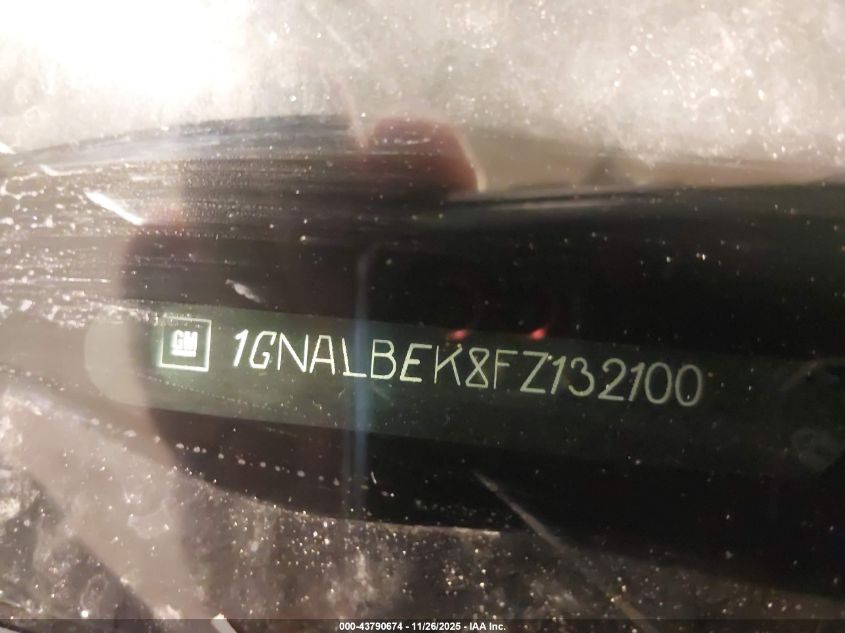 GM 1GNALBEK8FZ132100
000-43790674 - 11/26/2025 - IAA Inc.